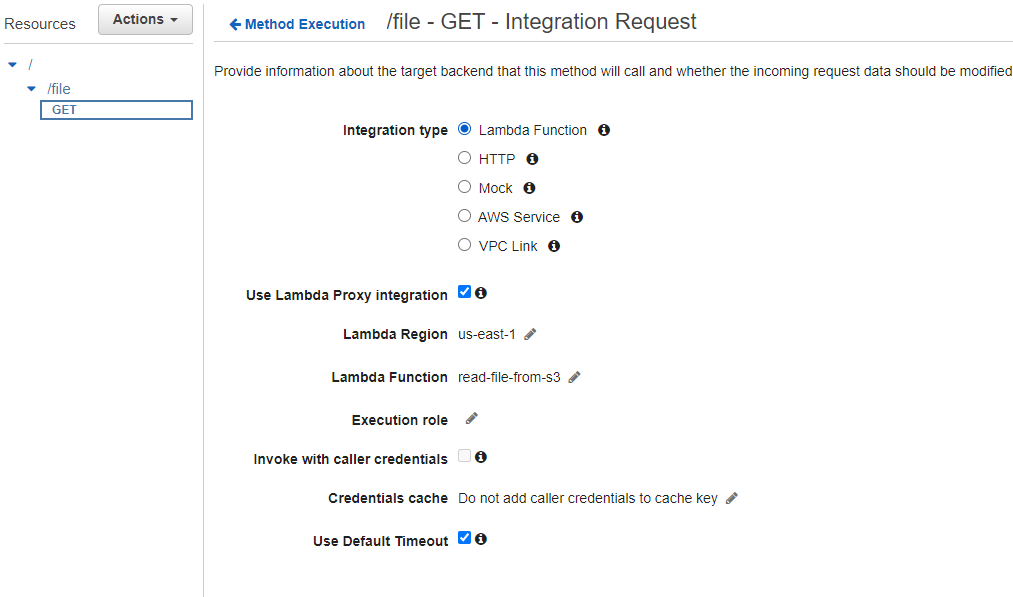 Resources
Actions
/
/file
GET
Method Execution /file - GET - Integration Request
Provide information about the target backend that this method will call and whether the incoming request data should be modified
Integration type Lambda Function
HTTP
Mock
AWS Service
VPC Link
Use Lambda Proxy integration
Lambda Region us-east-1
Lambda Function read-file-from-s3
Execution role
Invoke with caller credentials
Credentials cache Do not add caller credentials to cache key
Use Default Timeout